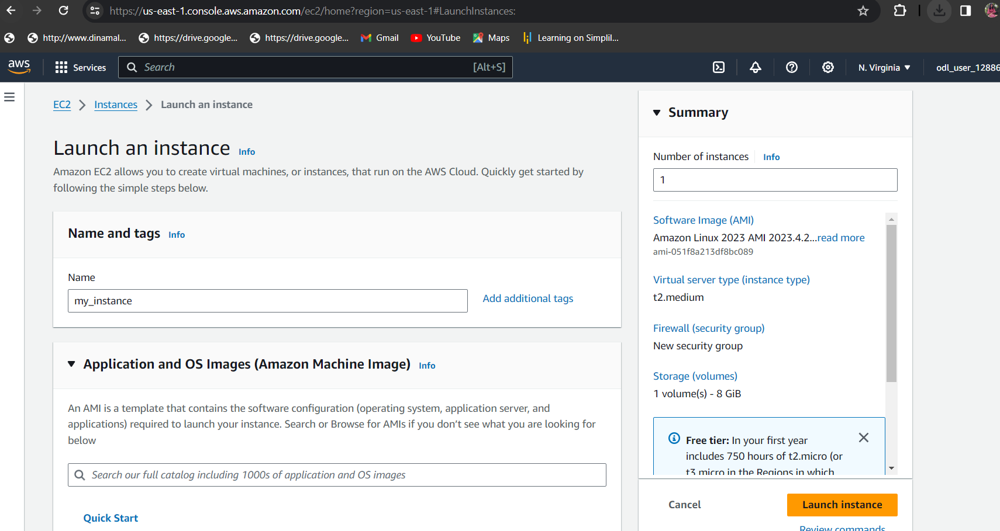 https://us-east-1.console.aws.amazon.com/ec2/home?region=us-east-1#LaunchInstances:
http://www.dinamal... https://drive.google... https://drive.google... Gmail YouTube Maps Learning on Simplil...
aws Services Search [Alt+S] N. Virginia odl_user_12886
EC2 > Instances > Launch an instance
Launch an instance Info
Amazon EC2 allows you to create virtual machines, or instances, that run on the AWS Cloud. Quickly get started by
following the simple steps below.
Name and tags Info
Name
my_instance
Add additional tags
Application and OS Images (Amazon Machine Image) Info
An AMI is a template that contains the software configuration (operating system, application server, and
applications) required to launch your instance. Search or Browse for AMIs if you don’t see what you are looking for
below
Search our full catalog including 1000s of application and OS images
Quick Start
Summary
Number of instances Info
1
Software Image (AMI)
Amazon Linux 2023 AMI 2023.4.2...read more
ami-051f8a213df8bc089
Virtual server type (instance type)
t2.medium
Firewall (security group)
New security group
Storage (volumes)
1 volume(s) - 8 GiB
Free tier: In your first year
includes 750 hours of t2.micro (or
t3.micro in the Regions in which
Cancel
Launch instance
Review commands